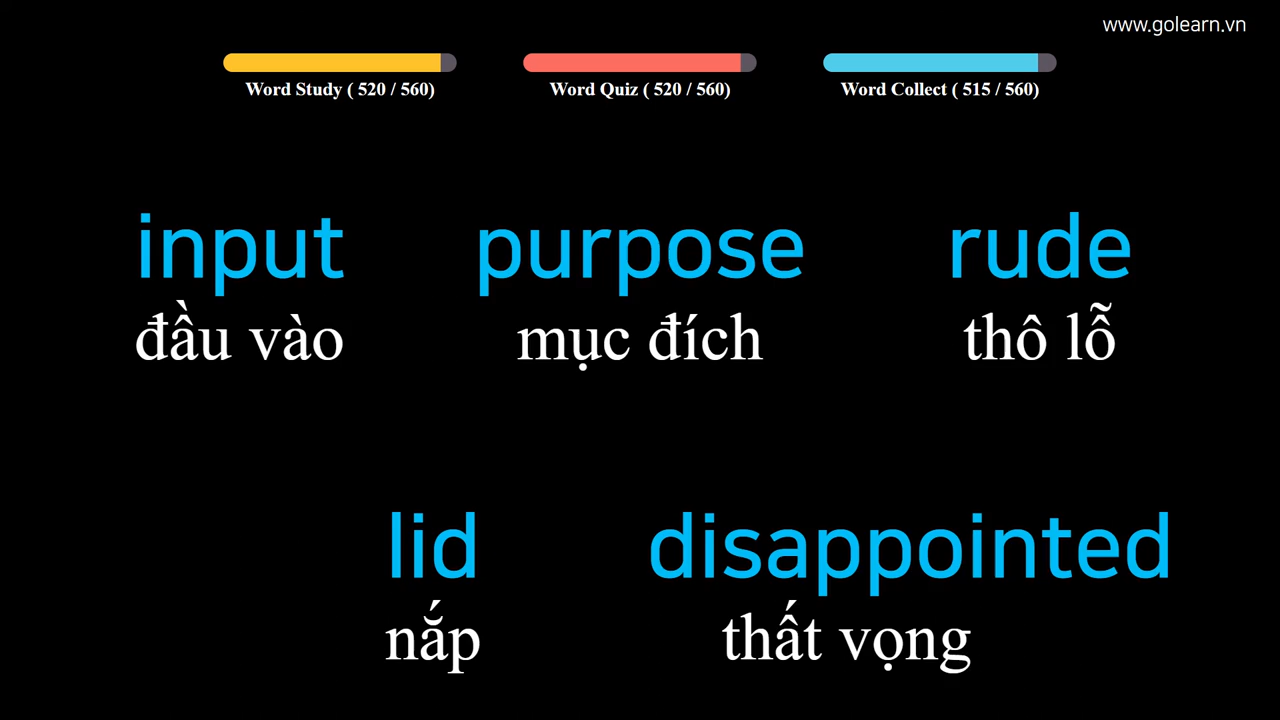 www.golearn.vn
Word Study ( 520 / 560)
Word Quiz ( 520 / 560)
Word Collect ( 515 / 560)
input
purpose
rude
đầu vào
mục đích
thô lỗ
lid
disappointed
nắp
thất vọng